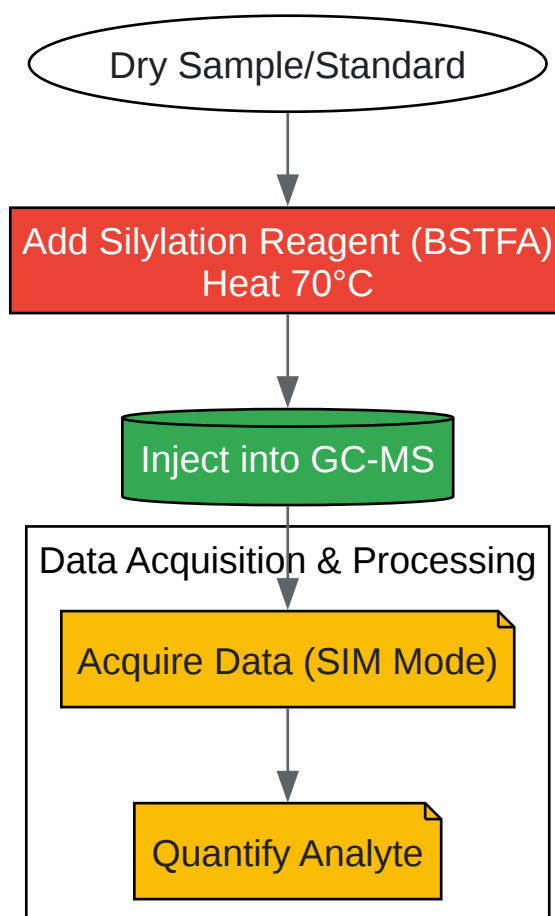 Dry Sample/Standard
Add Silylation Reagent (BSTFA)
Heat 70°C
Inject into GC-MS
Data Acquisition & Processing
Acquire Data (SIM Mode)
Quantify Analyte